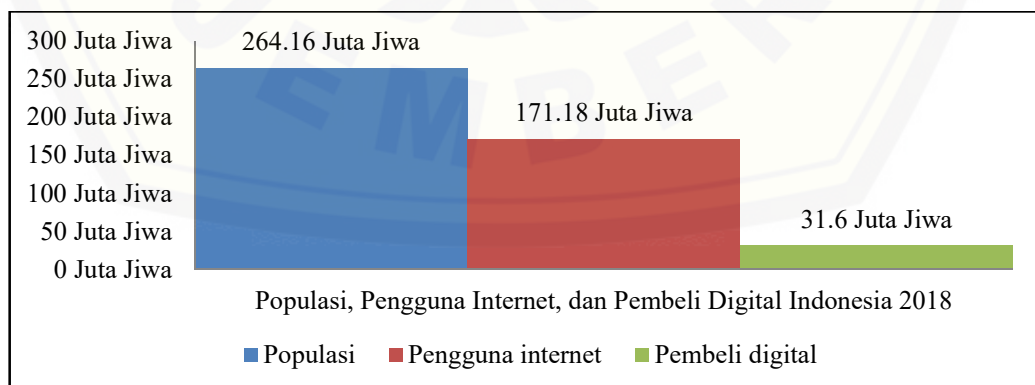 300 Juta Jiwa
250 Juta Jiwa
200 Juta Jiwa
150 Juta Jiwa
100 Juta Jiwa
50 Juta Jiwa
0 Juta Jiwa
264.16 Juta Jiwa
171.18 Juta Jiwa
31.6 Juta Jiwa
Populasi, Pengguna Internet, dan Pembeli Digital Indonesia 2018
Populasi Pengguna internet Pembeli digital